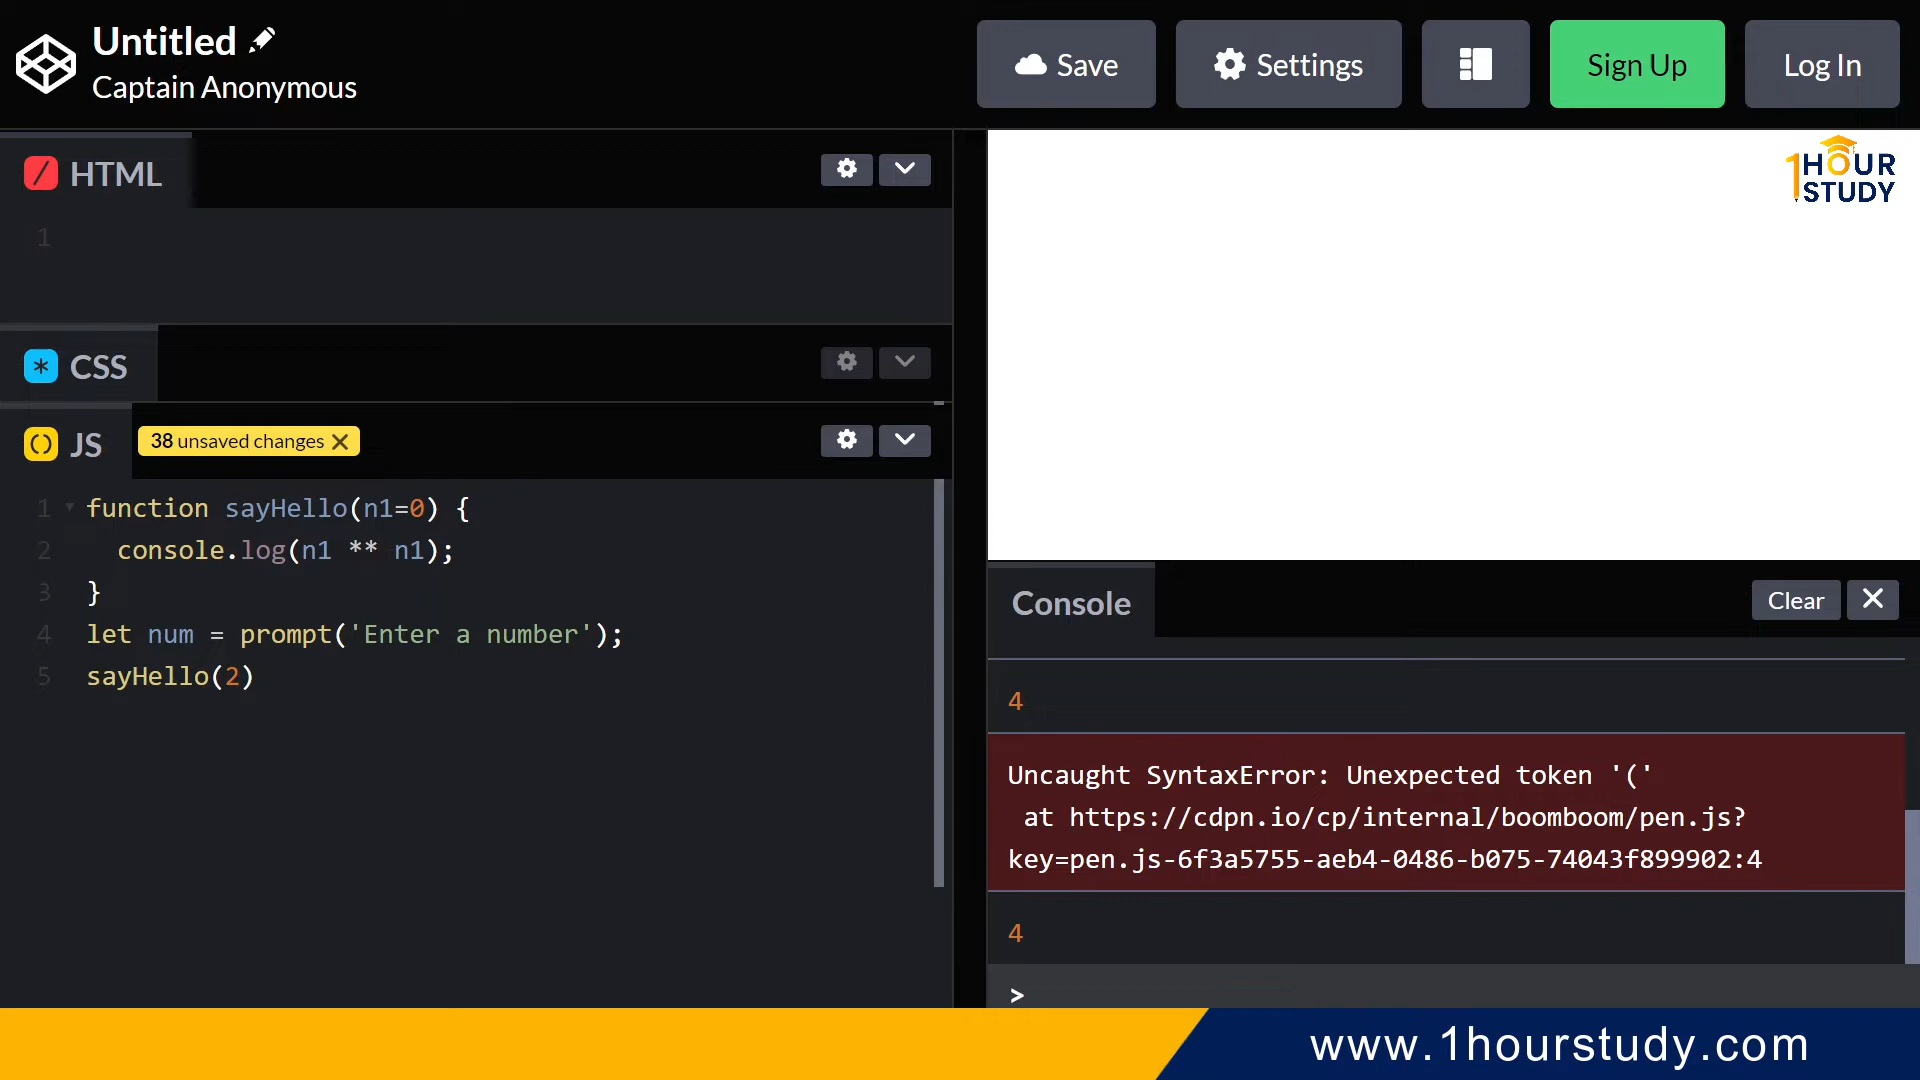 Untitled
Captain Anonymous
Save
Settings
Sign Up
Log In
HTML
1
CSS
JS
38 unsaved changes
1 function sayHello(n1=0) {
2 console.log(n1 ** n1);
3 }
4 let num = prompt('Enter a number');
5 sayHello(2)
1HOUR
STUDY
Console
Clear
4
Uncaught SyntaxError: Unexpected token '('
at https://cdpn.io/cp/internal/boomboom/pen.js?
key=pen.js-6f3a5755-aeb4-0486-b075-74043f899902:4
4
>
www.1hourstudy.com